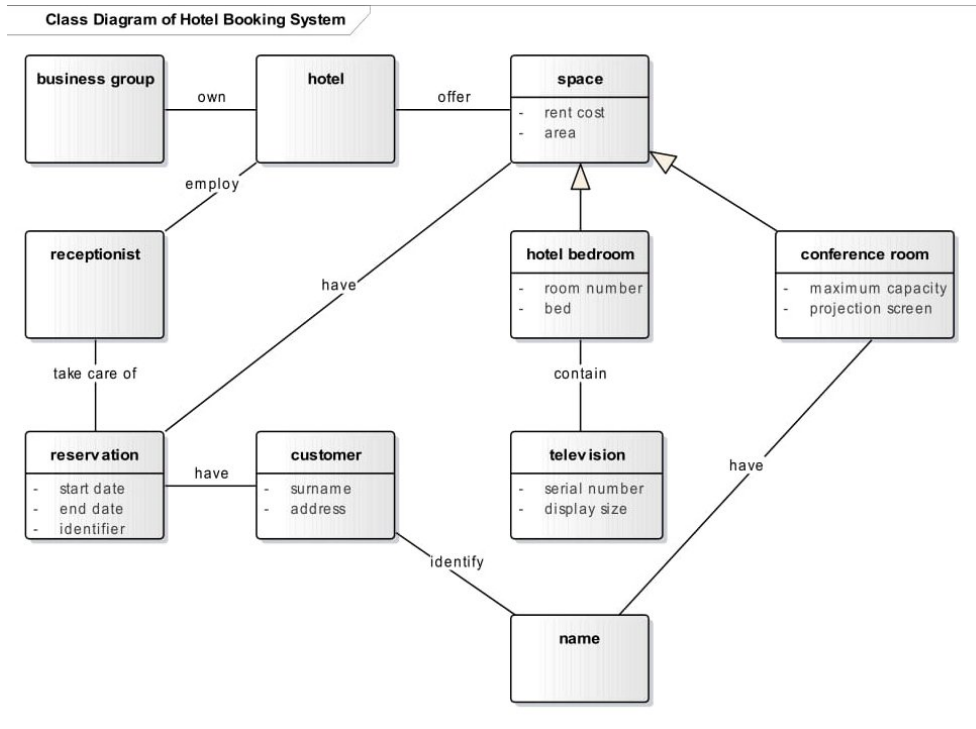 Class Diagram of Hotel Booking System
business group
own
hotel
offer
space
- rent cost
- area
employ
receptionist
have
hotel bedroom
- room number
- bed
conference room
- maximum capacity
- projection screen
take care of
contain
reservation
- start date
- end date
- identifier
have
customer
- surname
- address
television
- serial number
- display size
have
identify
name